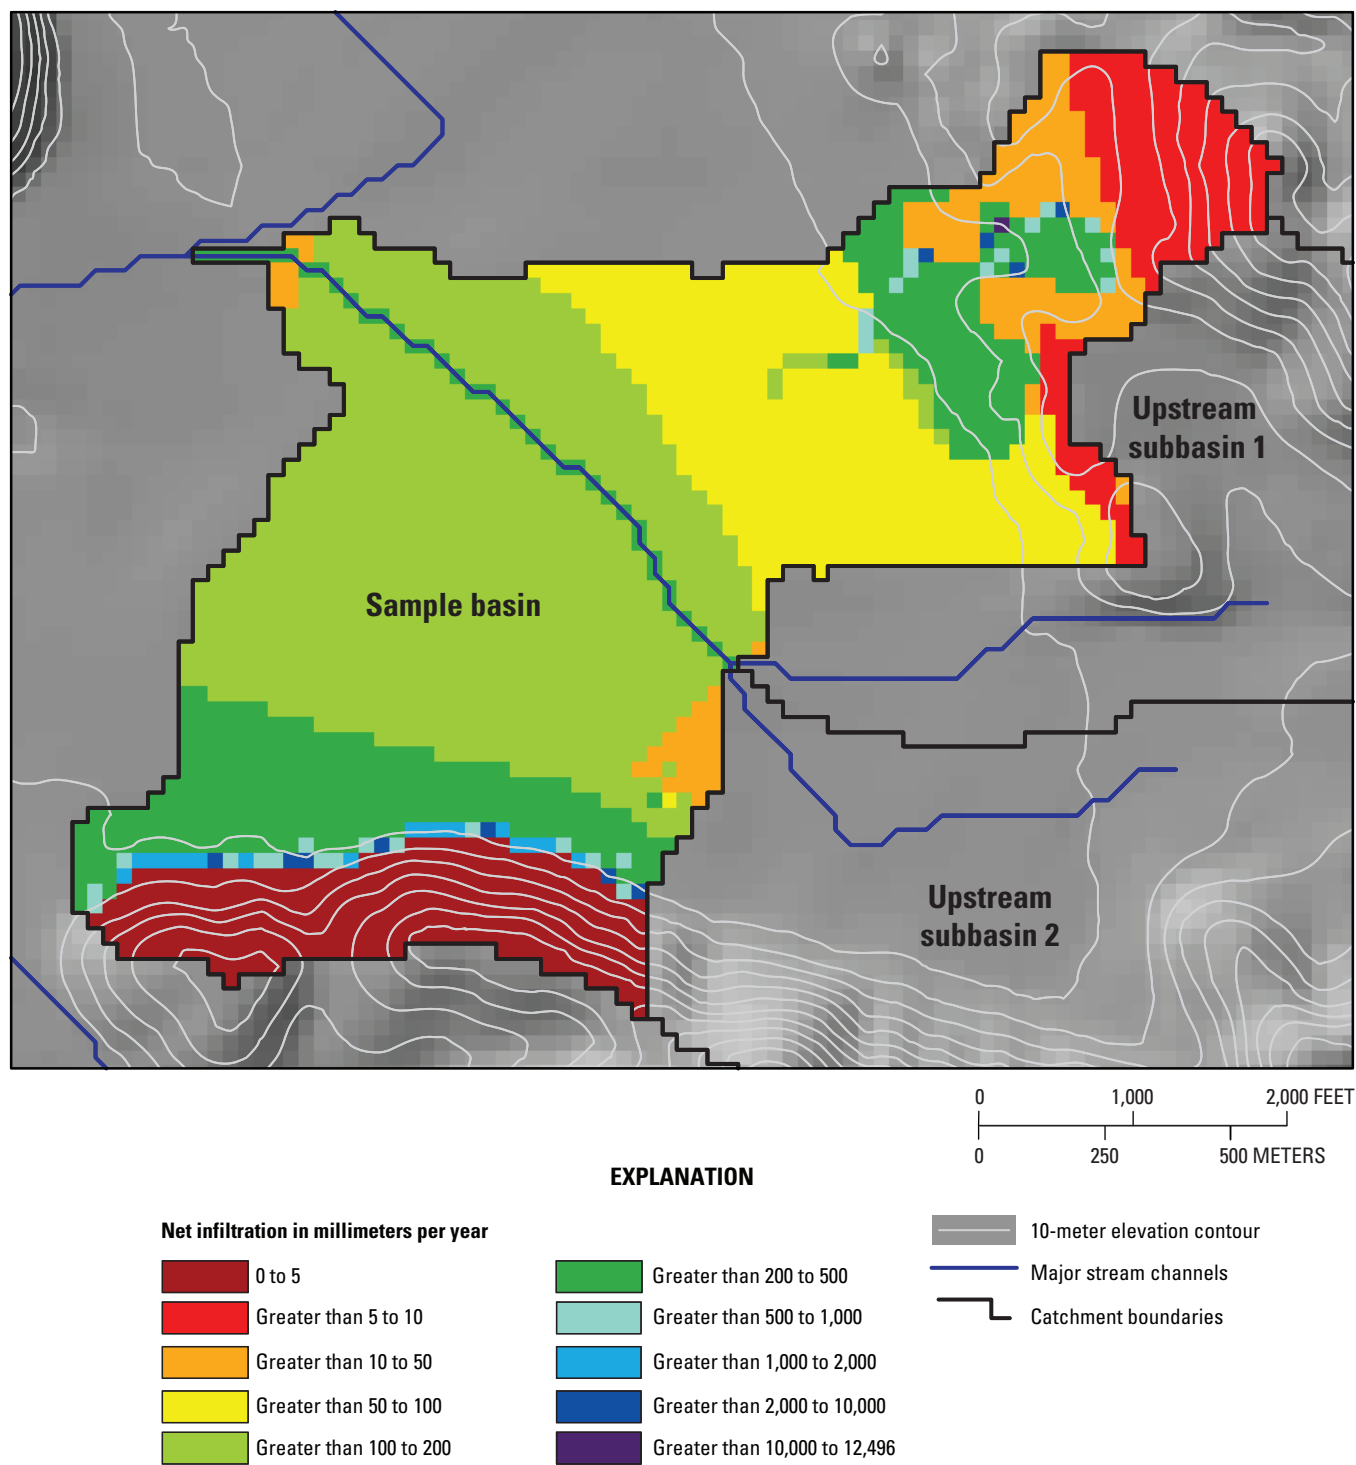 Upstream
subbasin 1
Sample basin
Upstream
subbasin 2
0 1,000 2,000 FEET
0 250 500 METERS
EXPLANATION
Net infiltration in millimeters per year
0 to 5
Greater than 5 to 10
Greater than 10 to 50
Greater than 50 to 100
Greater than 100 to 200
Greater than 200 to 500
Greater than 500 to 1,000
Greater than 1,000 to 2,000
Greater than 2,000 to 10,000
Greater than 10,000 to 12,496
10-meter elevation contour
Major stream channels
Catchment boundaries